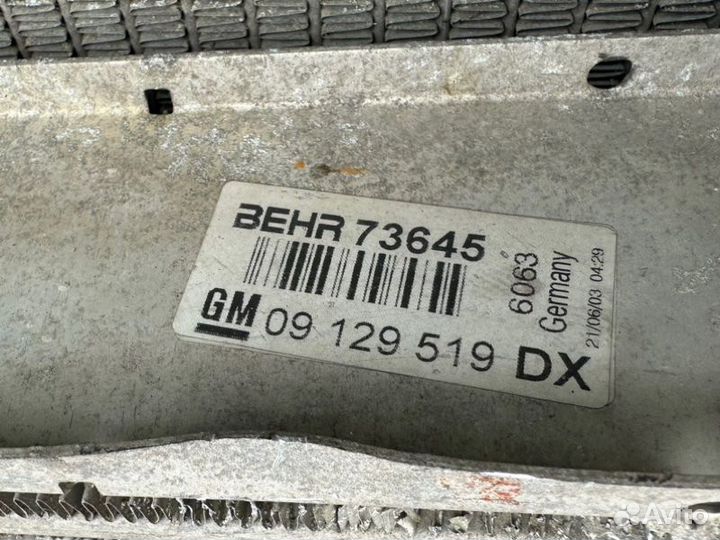 BEHR 73645
GM 09 129 519 DX
6063
Germany
21/06/03 04:29
Avito